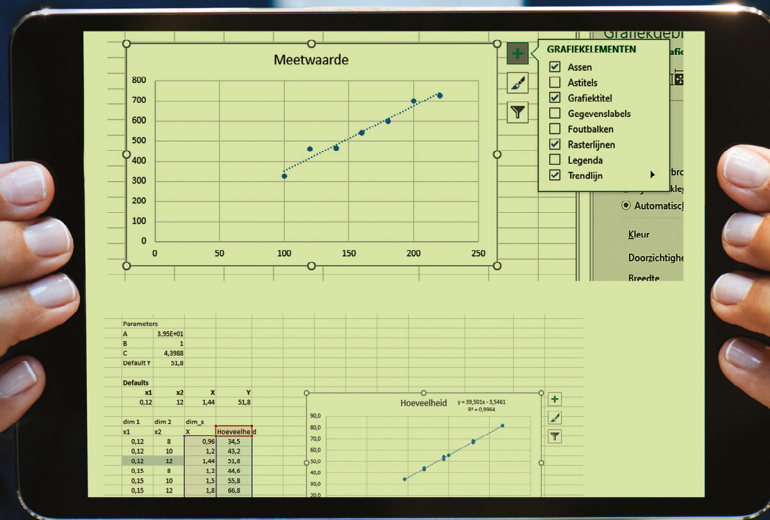 Meetwaarde
800
700
600
500
400
300
200
100
0
0 50 100 150 200 250
GRAFIEKELEMENTEN
Assen
Astitels
Grafiektitel
Gegevenslabels
Foutbalken
Rasterlijnen
Legenda
Trendlijn
Automatisch
Kleur
Doorzichtighe
Breedte
Parameters
A 3,95E+01
B 1
C 4,3988
Default Y 51,8
Defaults
x1 x2 X Y
0,12 12 1,44 51,8
dim 1 dim 2 dim_x
x1 x2 X Hoeveelheid
0,12 8 0,96 34,5
0,12 10 1,2 43,2
0,12 12 1,44 51,8
0,15 8 1,2 44,6
0,15 10 1,5 55,8
0,15 12 1,8 66,8
Hoeveelheid
y = 39,501x - 3,5461
R² = 0,9964
90,0
80,0
70,0
60,0
50,0
40,0
30,0
20,0